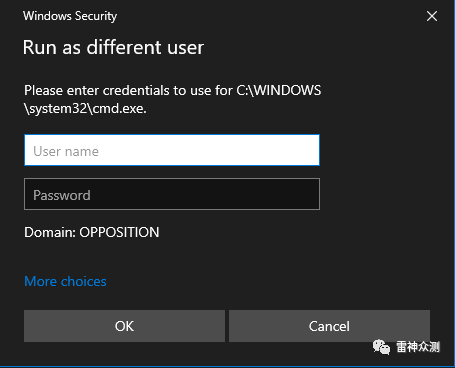 Windows Security
Run as different user
Please enter credentials to use for C:\WINDOWS
\system32\cmd.exe.
User name
Password
Domain: OPPOSITION
More choices
OK Cancel
雷神众测